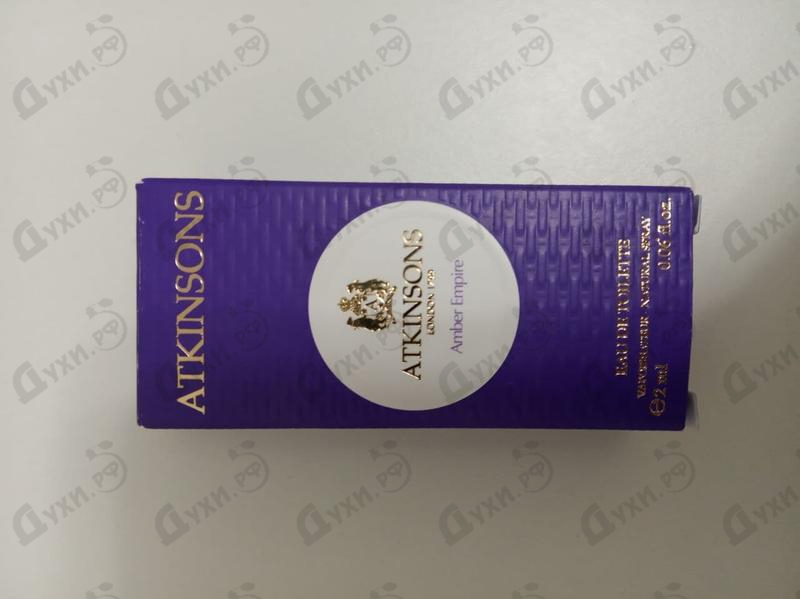 ATKINSONS
ATKINSONS
LONDON 1799
Amber Empire
EAU DE TOILETTE
VAPORISATEUR - NATURAL SPRAY
℮ 2 ml 0.06 fl.oz.
Духи.рф